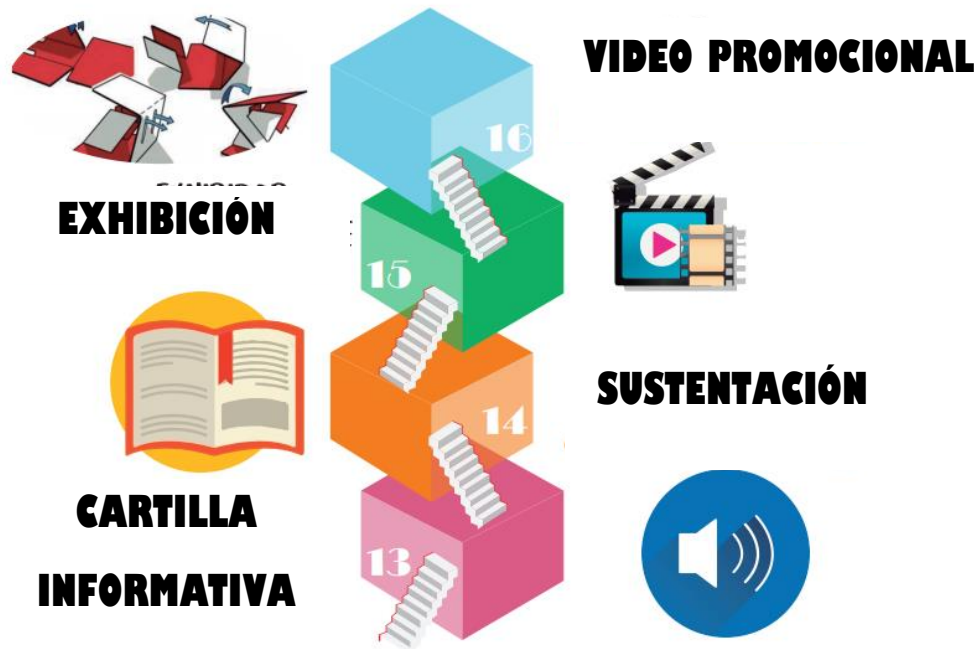 VIDEO PROMOCIONAL
16
EXHIBICIÓN
15
SUSTENTACIÓN
14
CARTILLA
INFORMATIVA
13